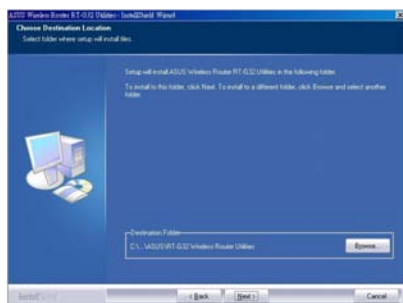 ASUS Wireless Router RT-G32 Utilities - InstallShield Wizard
Choose Destination Location
Select folder where setup will install files.
Setup will install ASUS Wireless Router RT-G32 Utilities in the following folder.
To install to this folder, click Next. To install to a different folder, click Browse and select another
folder.
Destination Folder
C:\...\ASUS\RT-G32 Wireless Router Utilities
Browse...
InstallShield
< Back
Next >
Cancel